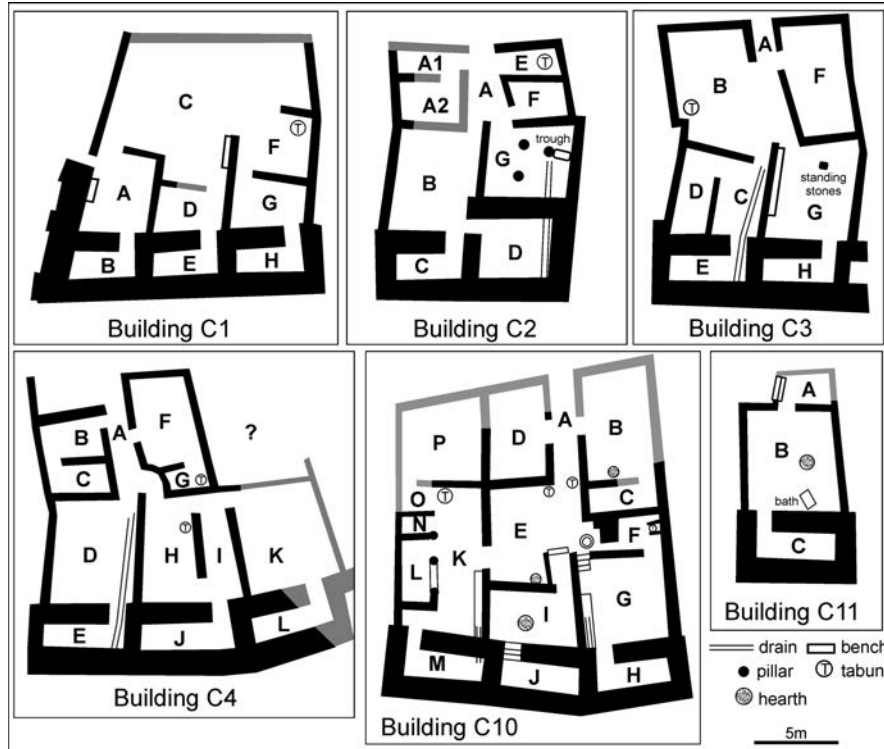 C
F
T
A
D
G
B
E
H
Building C1
A1
E
T
A2
A
F
trough
G
B
C
D
Building C2
A
B
F
T
standing
stones
D
C
G
E
H
Building C3
F
B
A
?
C
G
T
T
D
H
I
K
E
J
L
Building C4
A
P
D
B
O
T
T
T
C
N
E
F
K
L
I
G
M
J
H
Building C10
A
B
bath
C
Building C11
drain
bench
pillar
T
tabun
hearth
5m